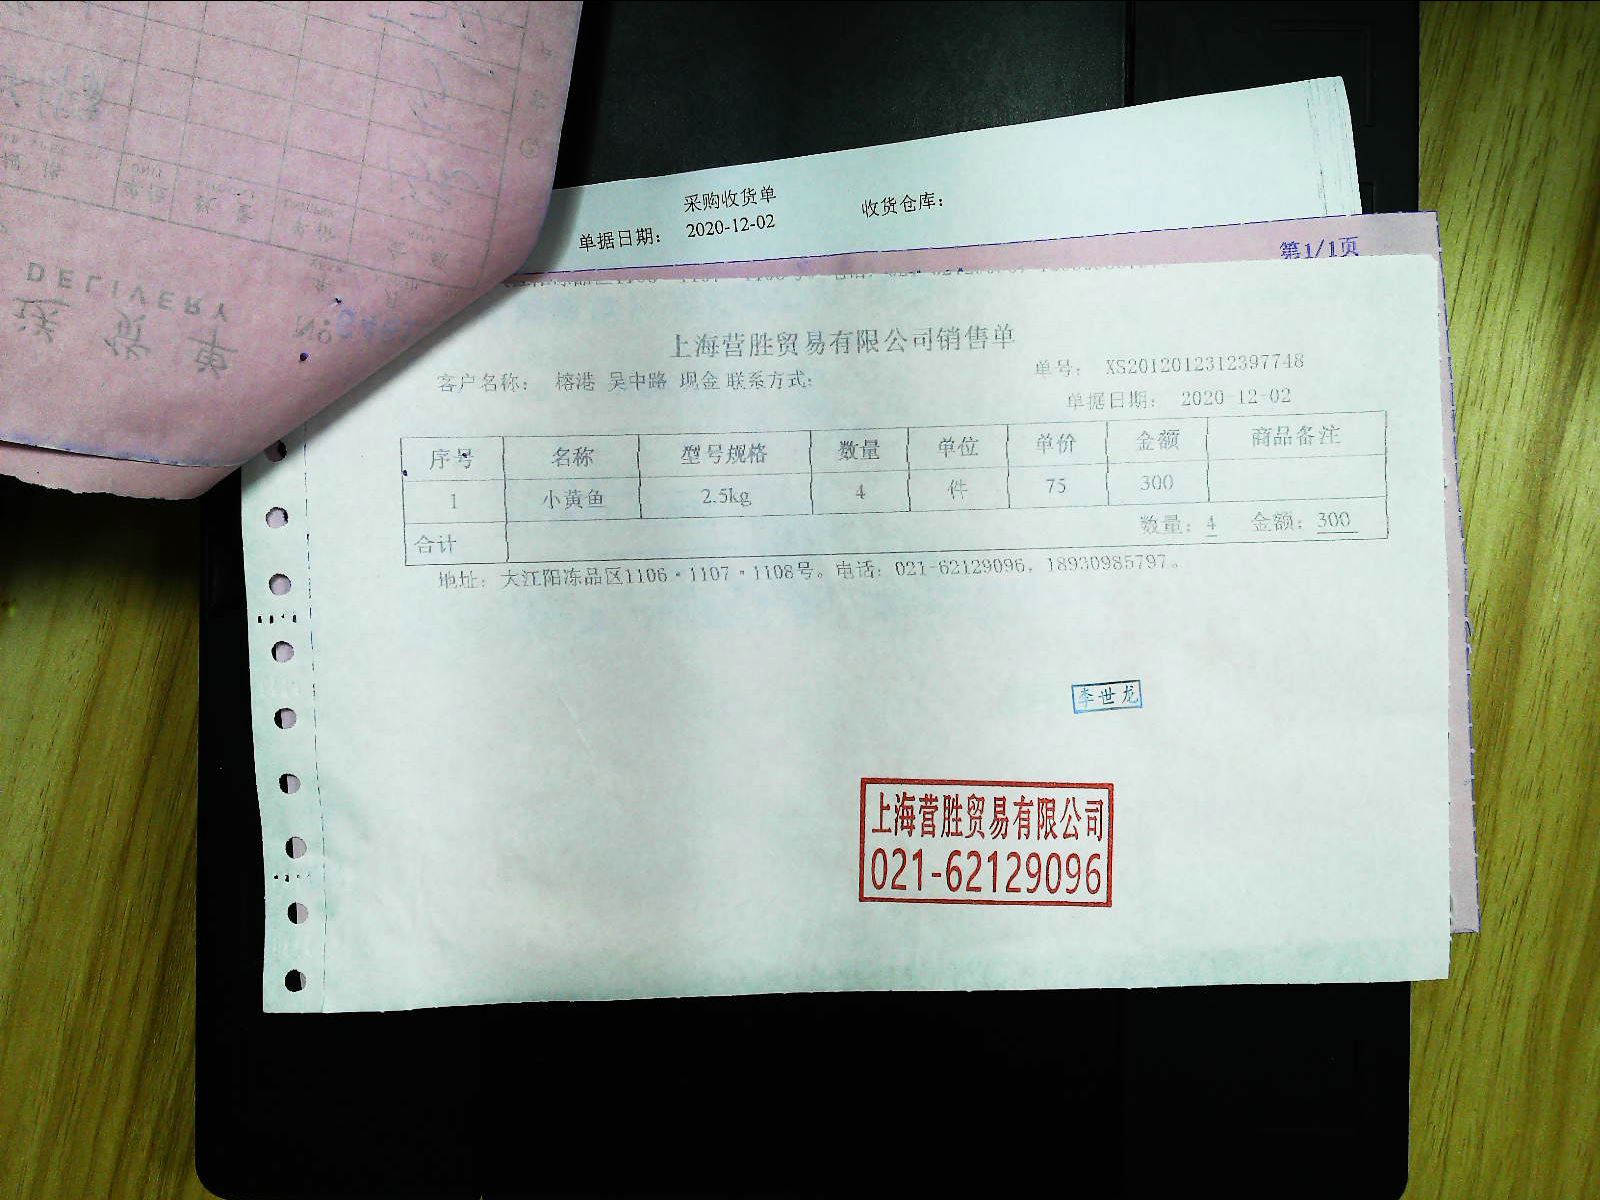 采购收货单
收货仓库：
单据日期： 2020-12-02
第1/1页
上海营胜贸易有限公司销售单
客户名称： 榕港 吴中路 现金 联系方式：
单号： XS2012012312397748
单据日期： 2020-12-02
序号 名称 型号规格 数量 单位 单价 金额 商品备注
1 小黄鱼 2.5kg 4 件 75 300
合计 数量：4 金额：300
地址：大江阳冻品区1106·1107·1108号。电话：021-62129096，18930985797。
李世龙
上海营胜贸易有限公司
021-62129096
DELIVERY
送货单